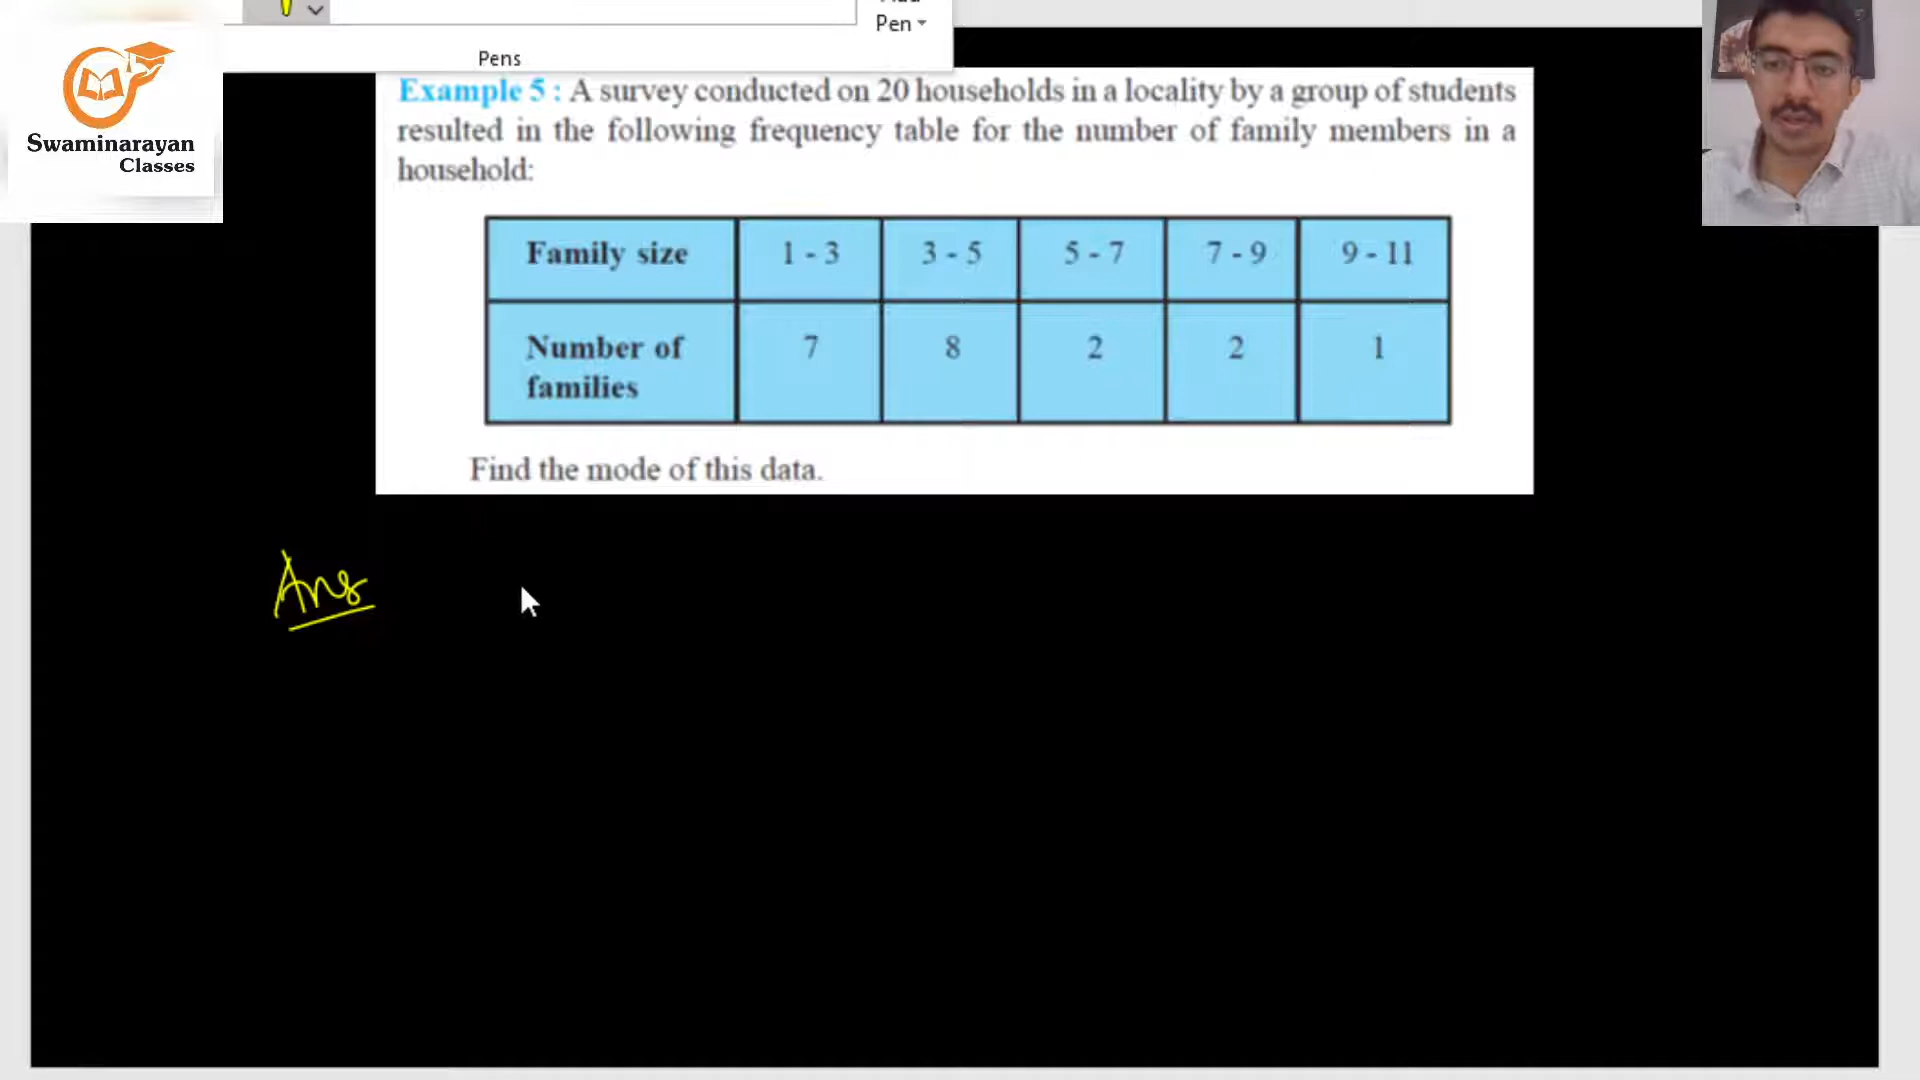 Pen
Pens
Swaminarayan
Classes
Example 5 : A survey conducted on 20 households in a locality by a group of students
resulted in the following frequency table for the number of family members in a
household:
Family size 1 - 3 3 - 5 5 - 7 7 - 9 9 - 11
Number of families 7 8 2 2 1
Find the mode of this data.
Ans